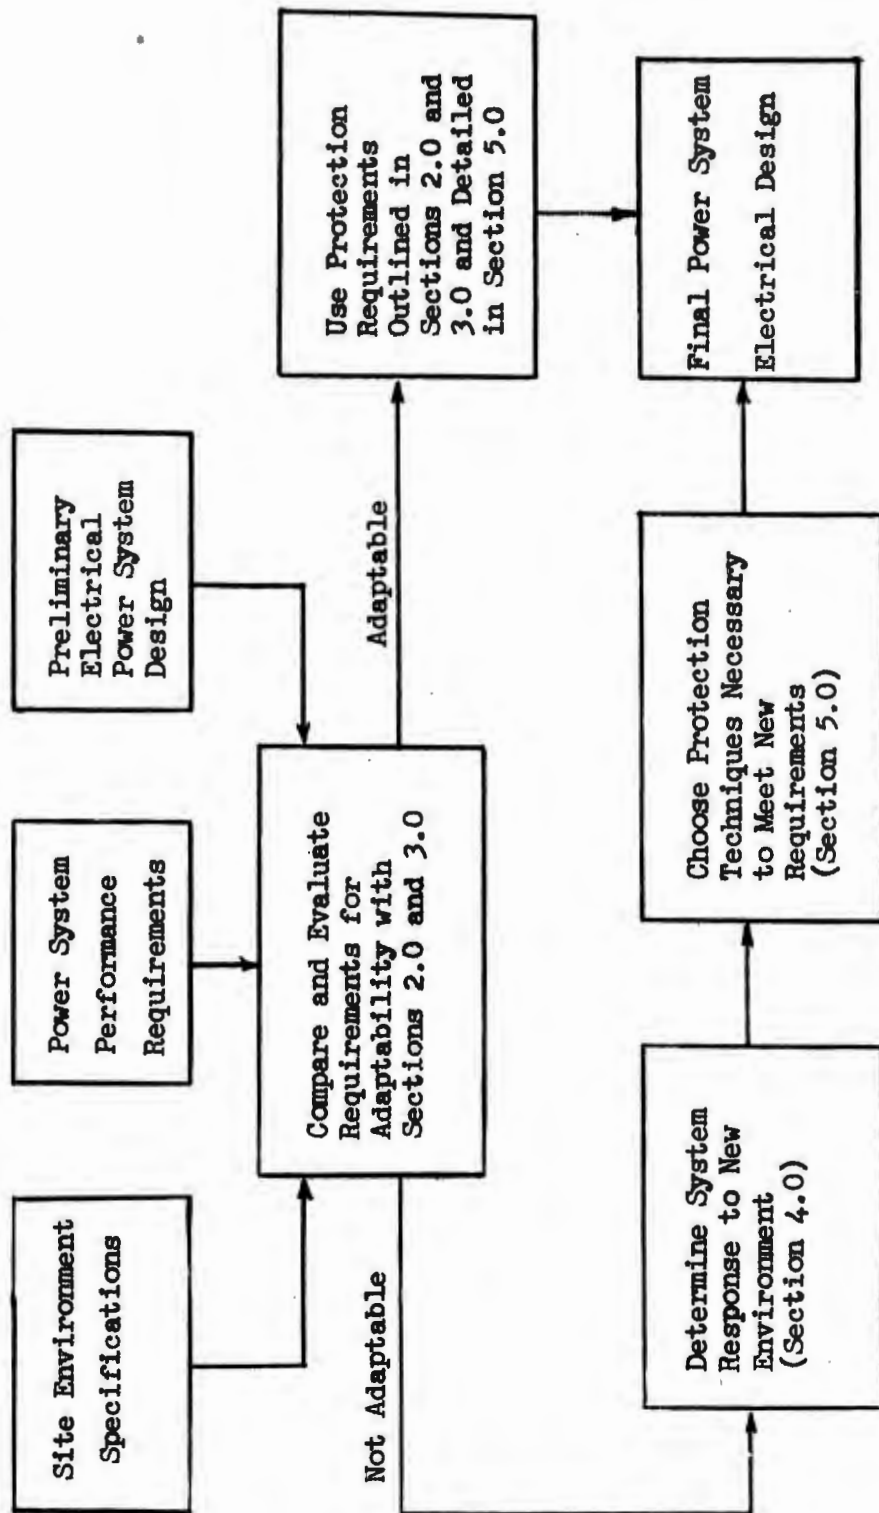 Site Environment
Specifications
Power System
Performance
Requirements
Preliminary
Electrical
Power System
Design
Compare and Evaluate
Requirements for
Adaptability with
Sections 2.0 and 3.0
Not Adaptable
Adaptable
Use Protection
Requirements
Outlined in
Sections 2.0 and
3.0 and Detailed
in Section 5.0
Determine System
Response to New
Environment
(Section 4.0)
Choose Protection
Techniques Necessary
to Meet New
Requirements
(Section 5.0)
Final Power System
Electrical Design